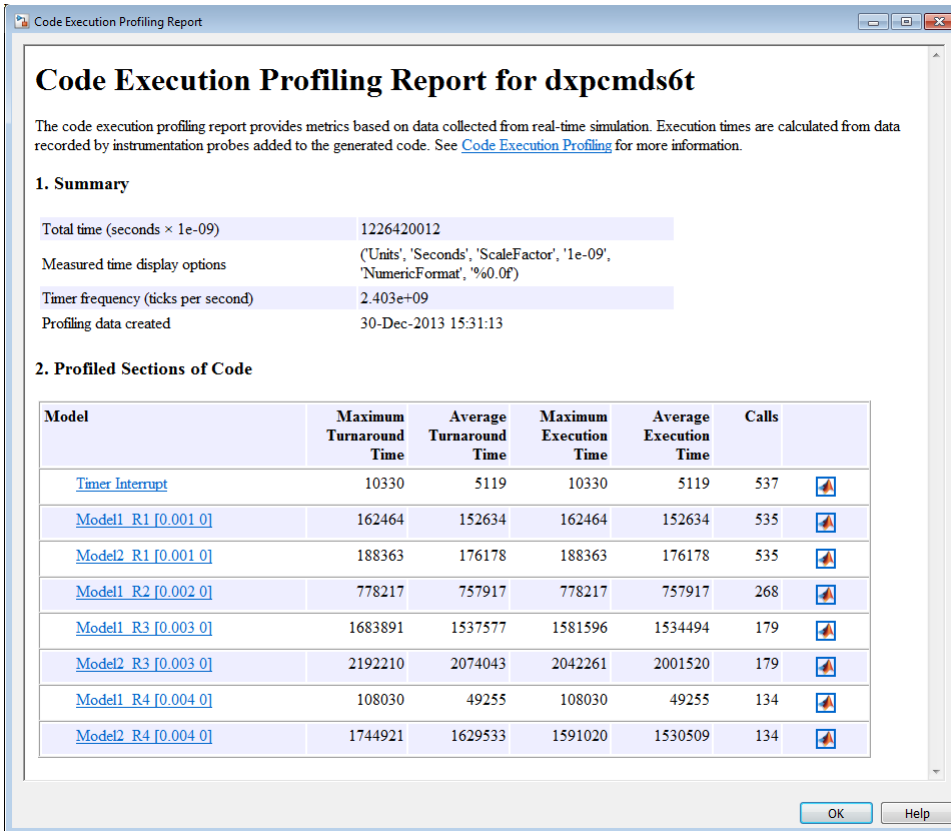 Code Execution Profiling Report
Code Execution Profiling Report for dxpcmds6t
The code execution profiling report provides metrics based on data collected from real-time simulation. Execution times are calculated from data
recorded by instrumentation probes added to the generated code. See Code Execution Profiling for more information.
1. Summary
Total time (seconds × 1e-09) 1226420012
Measured time display options ('Units', 'Seconds', 'ScaleFactor', '1e-09',
'NumericFormat', '%0.0f')
Timer frequency (ticks per second) 2.403e+09
Profiling data created 30-Dec-2013 15:31:13
2. Profiled Sections of Code
Model Maximum Average Maximum Average Calls
Turnaround Turnaround Execution Execution
Time Time Time Time
Timer Interrupt 10330 5119 10330 5119 537
Model1_R1 [0.001 0] 162464 152634 162464 152634 535
Model2_R1 [0.001 0] 188363 176178 188363 176178 535
Model1_R2 [0.002 0] 778217 757917 778217 757917 268
Model1_R3 [0.003 0] 1683891 1537577 1581596 1534494 179
Model2_R3 [0.003 0] 2192210 2074043 2042261 2001520 179
Model1_R4 [0.004 0] 108030 49255 108030 49255 134
Model2_R4 [0.004 0] 1744921 1629533 1591020 1530509 134
OK Help